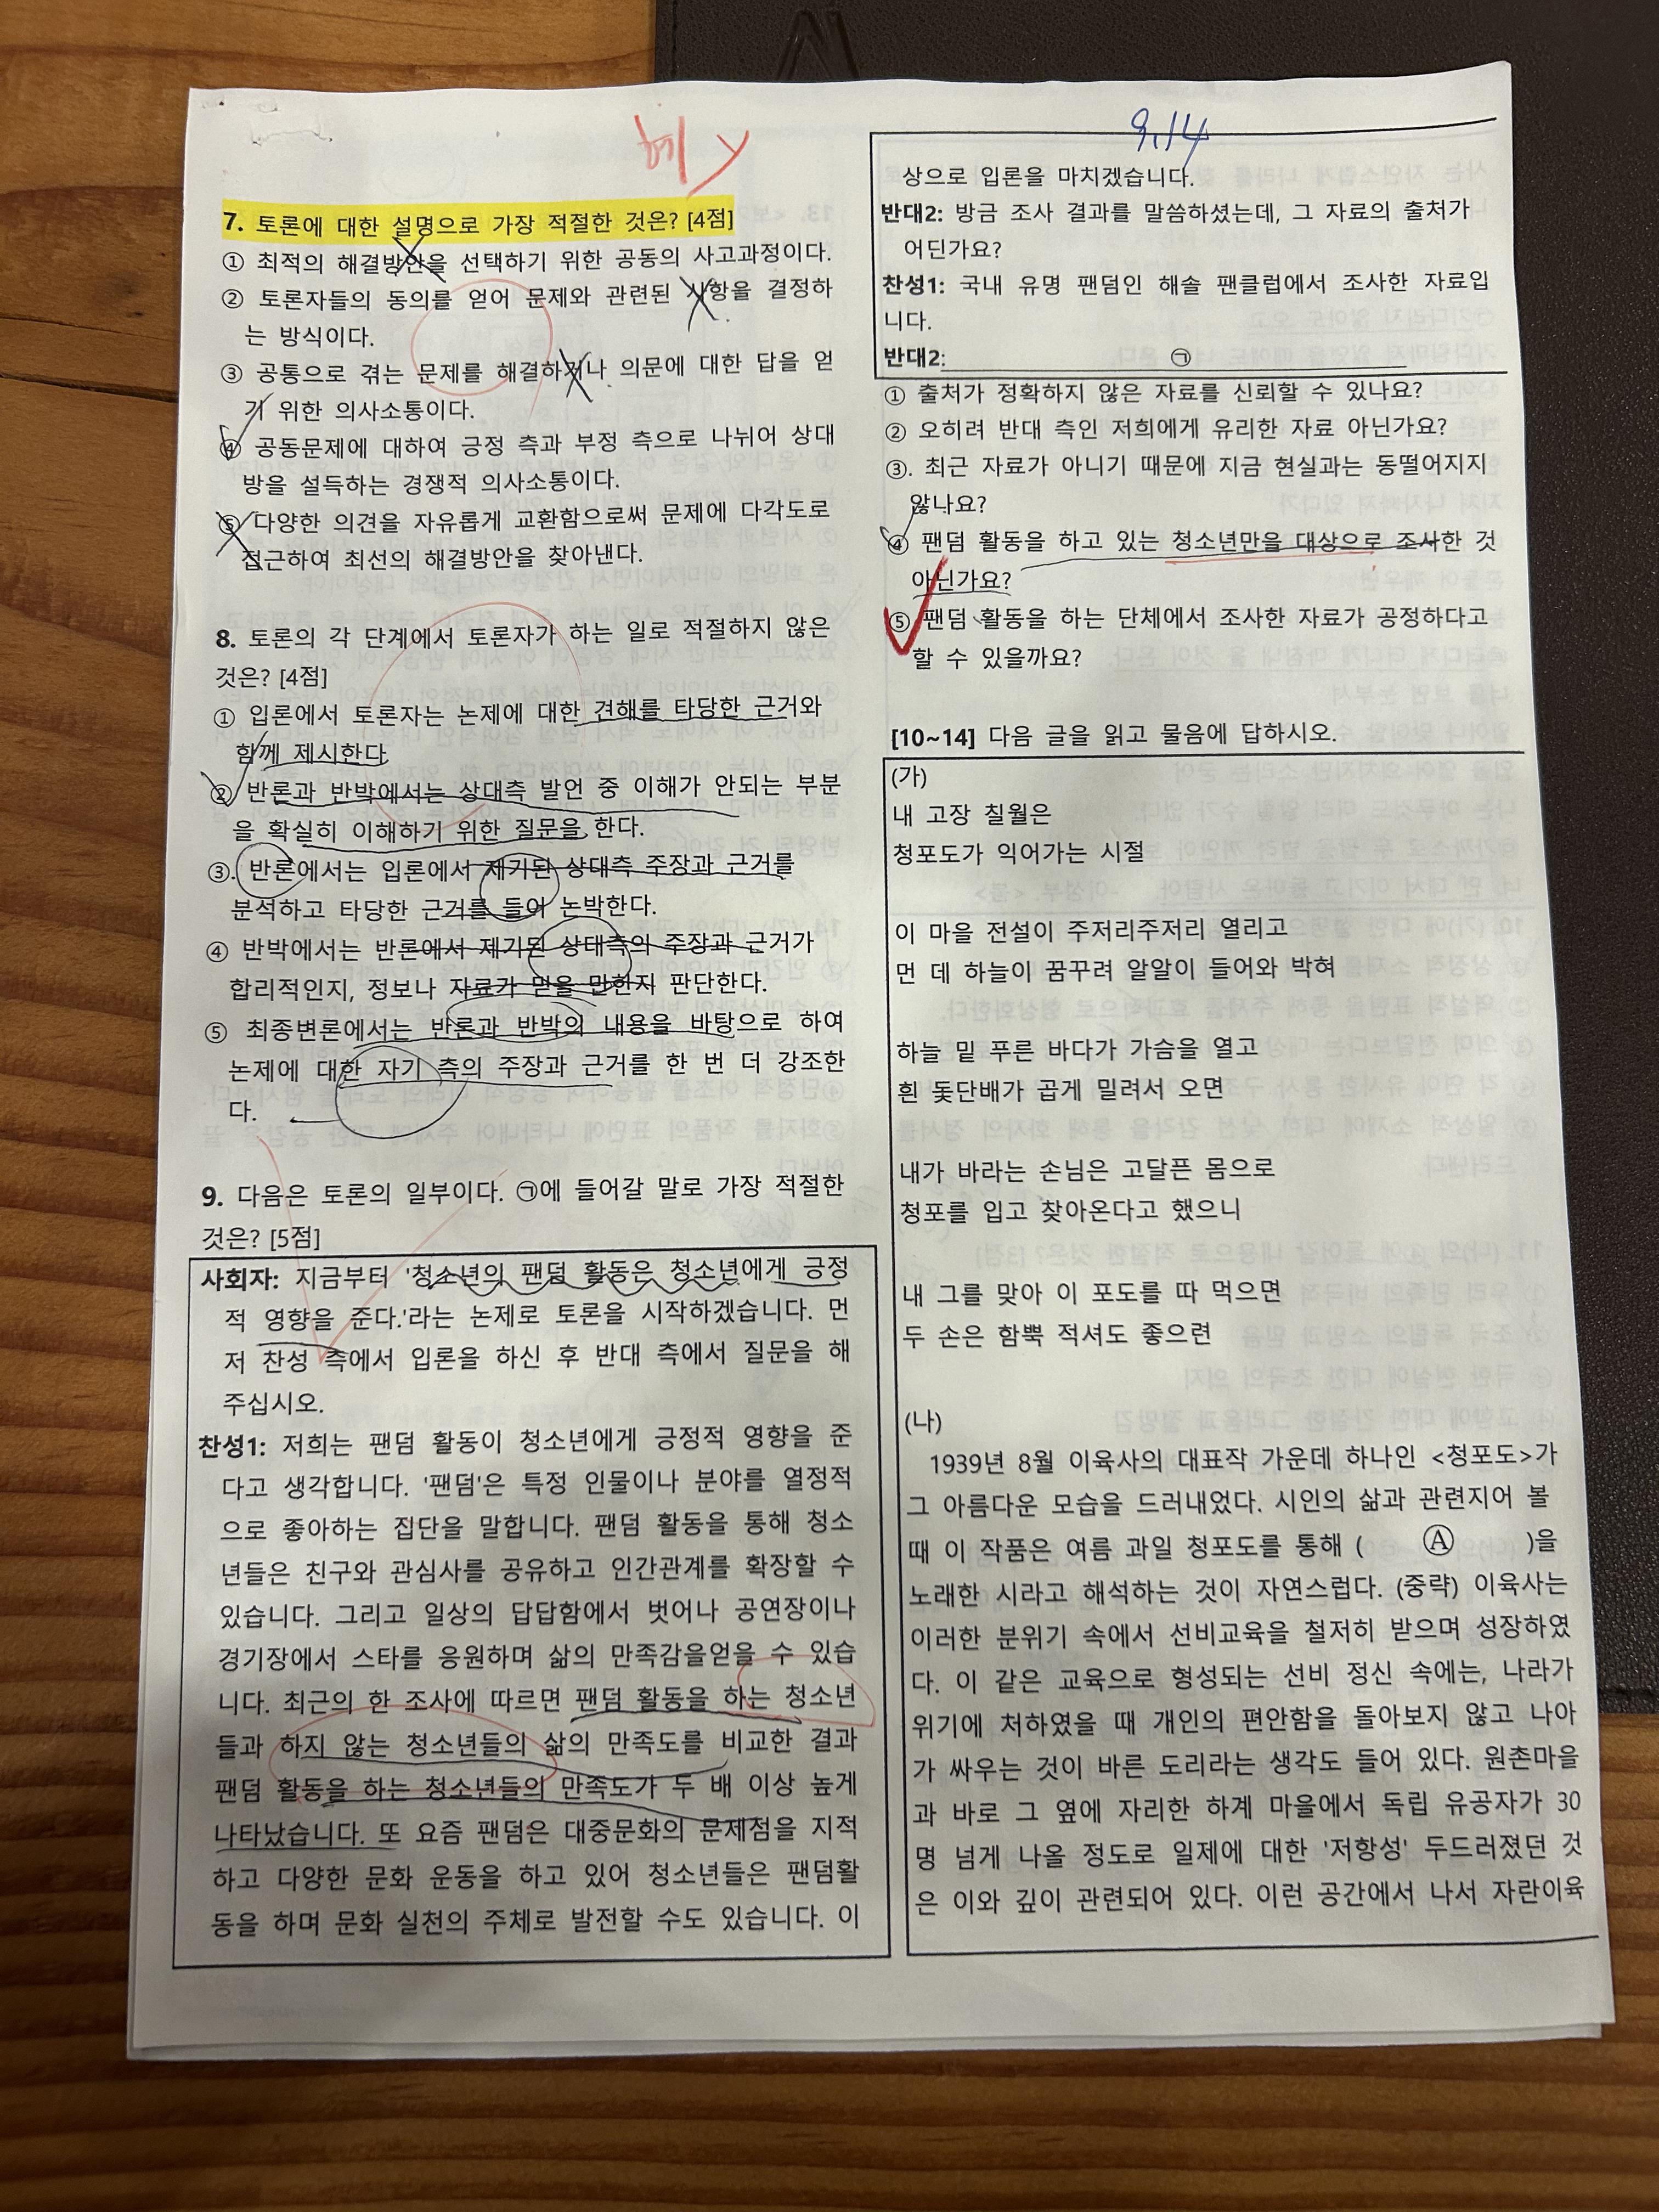 9.14
7. 토론에 대한 설명으로 가장 적절한 것은? [4점]
① 최적의 해결방안을 선택하기 위한 공동의 사고과정이다.
② 토론자들의 동의를 얻어 문제와 관련된 사항을 결정하
는 방식이다.
③ 공통으로 겪는 문제를 해결하거나 의문에 대한 답을 얻
기 위한 의사소통이다.
④ 공동문제에 대하여 긍정 측과 부정 측으로 나뉘어 상대
방을 설득하는 경쟁적 의사소통이다.
⑤ 다양한 의견을 자유롭게 교환함으로써 문제에 다각도로
접근하여 최선의 해결방안을 찾아낸다.
8. 토론의 각 단계에서 토론자가 하는 일로 적절하지 않은
것은? [4점]
① 입론에서 토론자는 논제에 대한 견해를 타당한 근거와
함께 제시한다.
② 반론과 반박에서는 상대측 발언 중 이해가 안되는 부분
을 확실히 이해하기 위한 질문을 한다.
③. 반론에서는 입론에서 제기된 상대측 주장과 근거를
분석하고 타당한 근거를 들어 논박한다.
④ 반박에서는 반론에서 제기된 상대측의 주장과 근거가
합리적인지, 정보나 자료가 믿을 만한지 판단한다.
⑤ 최종변론에서는 반론과 반박의 내용을 바탕으로 하여
논제에 대한 자기 측의 주장과 근거를 한 번 더 강조한
다.
9. 다음은 토론의 일부이다. ㉠에 들어갈 말로 가장 적절한
것은? [5점]
사회자: 지금부터 '청소년의 팬덤 활동은 청소년에게 긍정
적 영향을 준다.'라는 논제로 토론을 시작하겠습니다. 먼
저 찬성 측에서 입론을 하신 후 반대 측에서 질문을 해
주십시오.
찬성1: 저희는 팬덤 활동이 청소년에게 긍정적 영향을 준
다고 생각합니다. '팬덤'은 특정 인물이나 분야를 열정적
으로 좋아하는 집단을 말합니다. 팬덤 활동을 통해 청소
년들은 친구와 관심사를 공유하고 인간관계를 확장할 수
있습니다. 그리고 일상의 답답함에서 벗어나 공연장이나
경기장에서 스타를 응원하며 삶의 만족감을얻을 수 있습
니다. 최근의 한 조사에 따르면 팬덤 활동을 하는 청소년
들과 하지 않는 청소년들의 삶의 만족도를 비교한 결과
팬덤 활동을 하는 청소년들의 만족도가 두 배 이상 높게
나타났습니다. 또 요즘 팬덤은 대중문화의 문제점을 지적
하고 다양한 문화 운동을 하고 있어 청소년들은 팬덤활
동을 하며 문화 실천의 주체로 발전할 수도 있습니다. 이
상으로 입론을 마치겠습니다.
반대2: 방금 조사 결과를 말씀하셨는데, 그 자료의 출처가
어딘가요?
찬성1: 국내 유명 팬덤인 해솔 팬클럽에서 조사한 자료입
니다.
반대2: ㉠
① 출처가 정확하지 않은 자료를 신뢰할 수 있나요?
② 오히려 반대 측인 저희에게 유리한 자료 아닌가요?
③. 최근 자료가 아니기 때문에 지금 현실과는 동떨어지지
않나요?
④ 팬덤 활동을 하고 있는 청소년만을 대상으로 조사한 것
아닌가요?
⑤ 팬덤 활동을 하는 단체에서 조사한 자료가 공정하다고
할 수 있을까요?
[10~14] 다음 글을 읽고 물음에 답하시오.
(가)
내 고장 칠월은
청포도가 익어가는 시절
이 마을 전설이 주저리주저리 열리고
먼 데 하늘이 꿈꾸려 알알이 들어와 박혀
하늘 밑 푸른 바다가 가슴을 열고
흰 돛단배가 곱게 밀려서 오면
내가 바라는 손님은 고달픈 몸으로
청포를 입고 찾아온다고 했으니
내 그를 맞아 이 포도를 따 먹으면
두 손은 함뿍 적셔도 좋으련
(나)
1939년 8월 이육사의 대표작 가운데 하나인 <청포도>가
그 아름다운 모습을 드러내었다. 시인의 삶과 관련지어 볼
때 이 작품은 여름 과일 청포도를 통해 ( Ⓐ )을
노래한 시라고 해석하는 것이 자연스럽다. (중략) 이육사는
이러한 분위기 속에서 선비교육을 철저히 받으며 성장하였
다. 이 같은 교육으로 형성되는 선비 정신 속에는, 나라가
위기에 처하였을 때 개인의 편안함을 돌아보지 않고 나아
가 싸우는 것이 바른 도리라는 생각도 들어 있다. 원촌마을
과 바로 그 옆에 자리한 하계 마을에서 독립 유공자가 30
명 넘게 나올 정도로 일제에 대한 '저항성' 두드러졌던 것
은 이와 깊이 관련되어 있다. 이런 공간에서 나서 자란이육